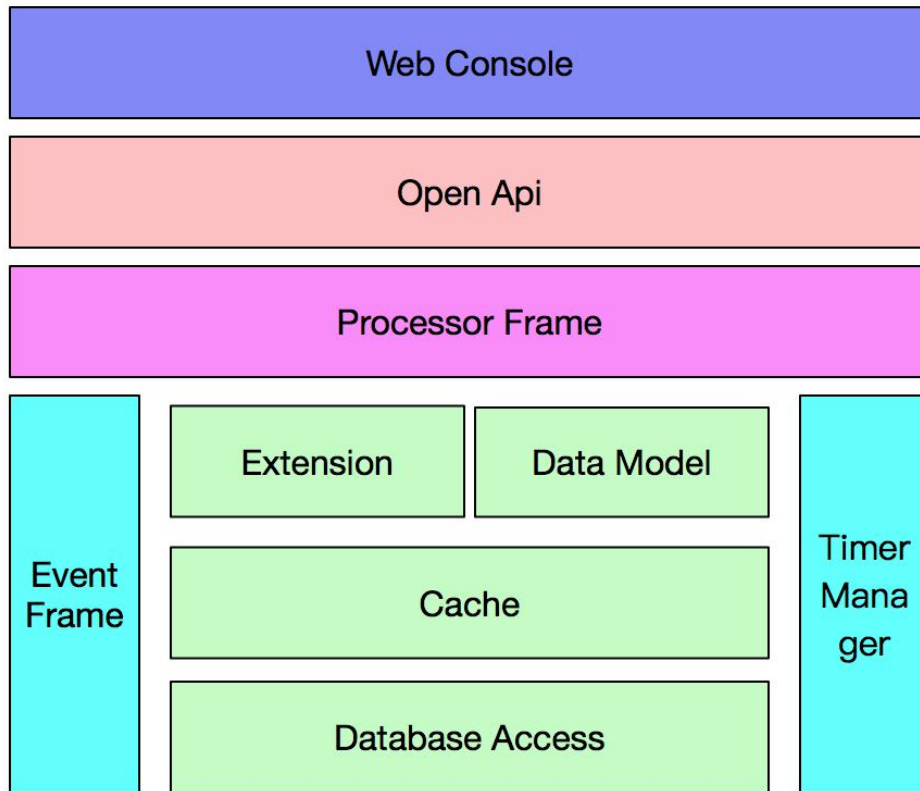 Web Console
Open Api
Processor Frame
Extension
Data Model
Event
Frame
Cache
Timer
Mana
ger
Database Access